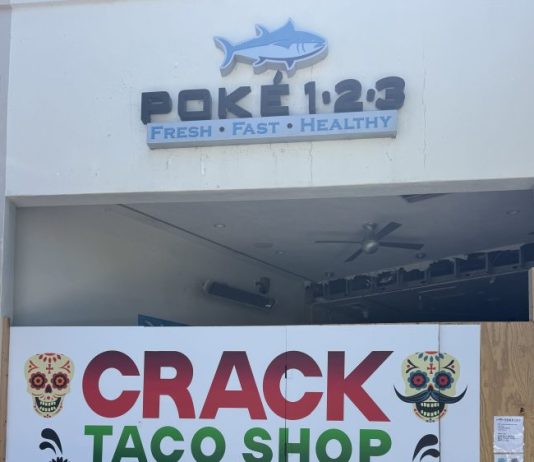 POKÉ 1·2·3
FRESH · FAST · HEALTHY
CRACK
TACO SHOP